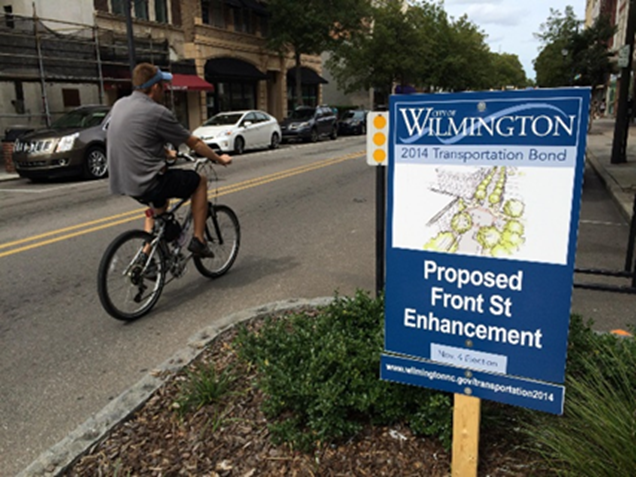 CITY OF
WILMINGTON
2014 Transportation Bond
Proposed
Front St
Enhancement
Nov. 4 Election
www.wilmingtonnc.gov/transportation2014